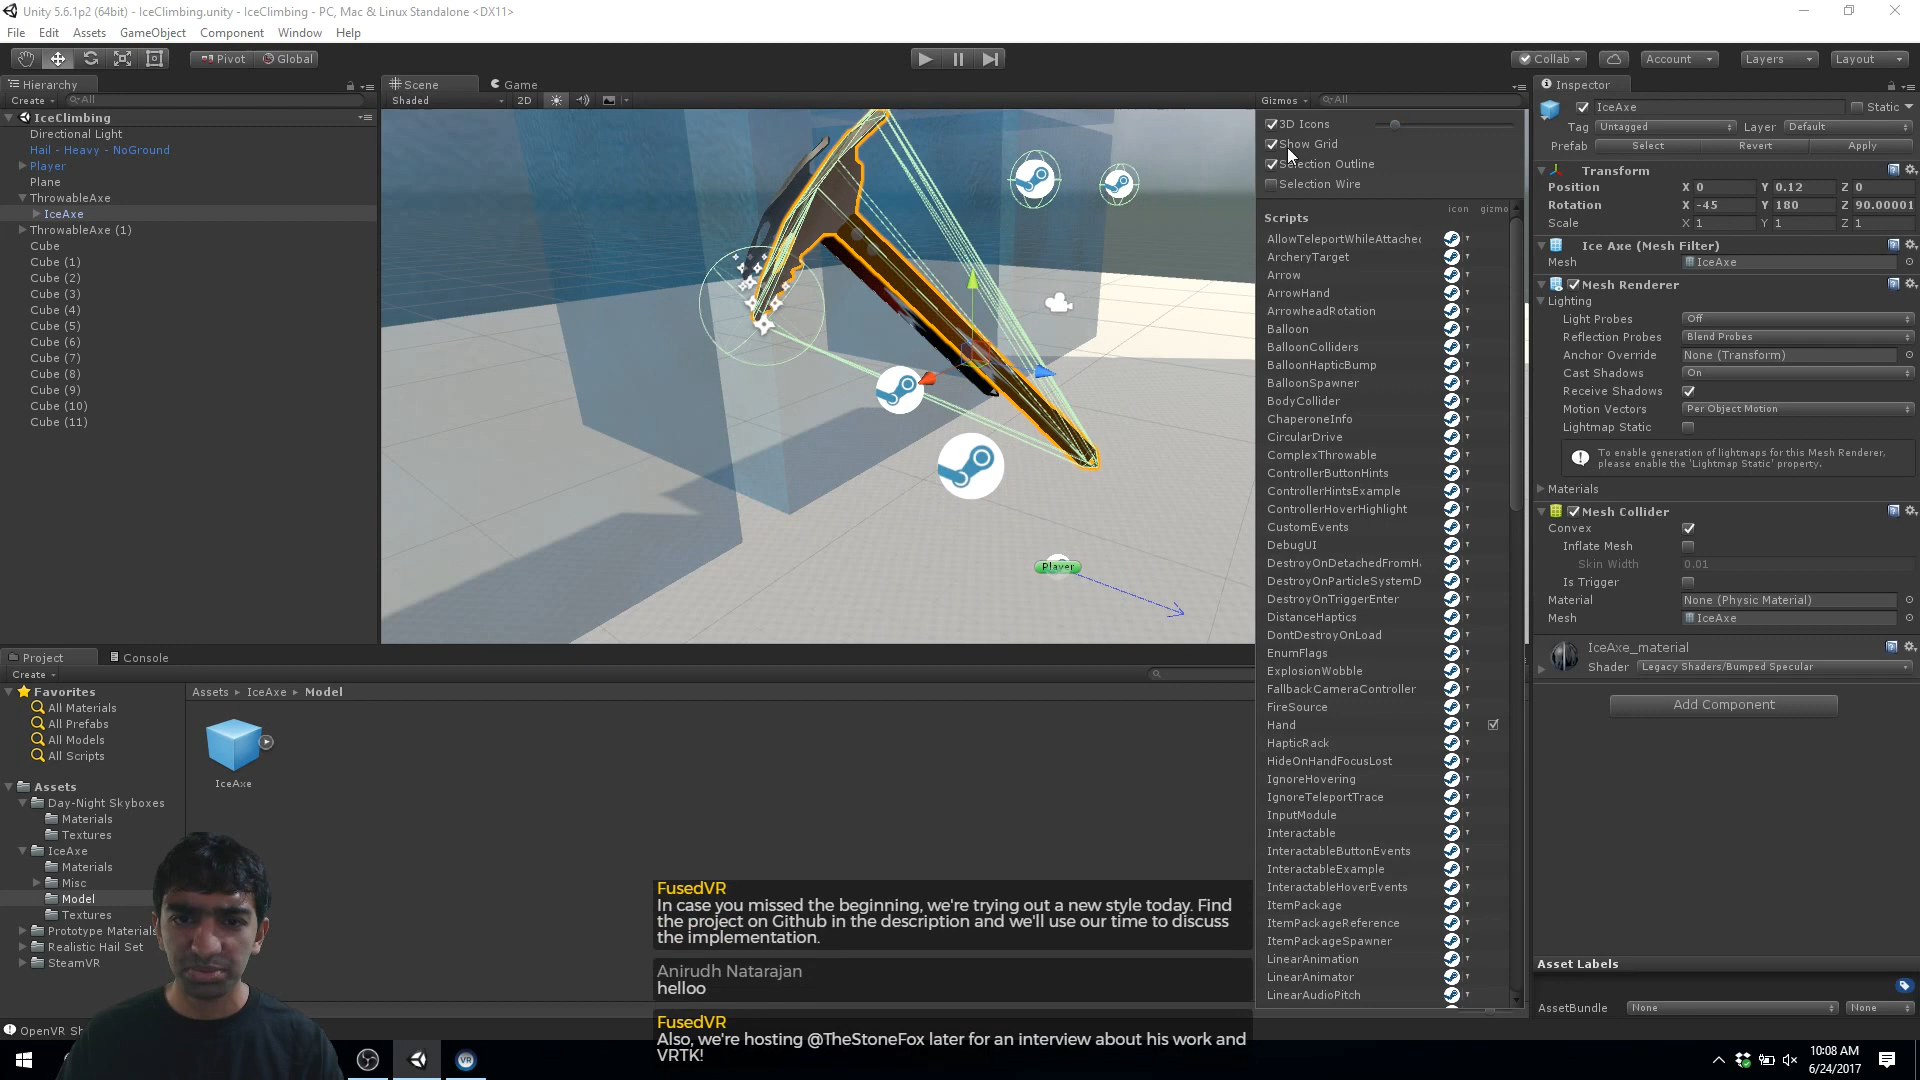 Unity 5.6.1p2 (64bit) - IceClimbing.unity - IceClimbing - PC, Mac & Linux Standalone <DX11>
File Edit Assets GameObject Component Window Help
Pivot Global Collab Account Layers Layout
Hierarchy
Create All
IceClimbing
Directional Light
Hail - Heavy - NoGround
Player
Plane
ThrowableAxe
IceAxe
ThrowableAxe (1)
Cube
Cube (1)
Cube (2)
Cube (3)
Cube (4)
Cube (5)
Cube (6)
Cube (7)
Cube (8)
Cube (9)
Cube (10)
Cube (11)
Scene Game
Shaded 2D
Player
Gizmos All
3D Icons
Show Grid
Selection Outline
Selection Wire
icon gizmo
Scripts
AllowTeleportWhileAttached
ArcheryTarget
Arrow
ArrowHand
ArrowheadRotation
Balloon
BalloonColliders
BalloonHapticBump
BalloonSpawner
BodyCollider
ChaperoneInfo
CircularDrive
ComplexThrowable
ControllerButtonHints
ControllerHintsExample
ControllerHoverHighlight
CustomEvents
DebugUI
DestroyOnDetachedFromH
DestroyOnParticleSystemD
DestroyOnTriggerEnter
DistanceHaptics
DontDestroyOnLoad
EnumFlags
ExplosionWobble
FallbackCameraController
FireSource
Hand
HapticRack
HideOnHandFocusLost
IgnoreHovering
IgnoreTeleportTrace
InputModule
Interactable
InteractableButtonEvents
InteractableExample
InteractableHoverEvents
ItemPackage
ItemPackageReference
ItemPackageSpawner
LinearAnimation
LinearAnimator
LinearAudioPitch
Inspector
IceAxe Static
Tag Untagged Layer Default
Prefab Select Revert Apply
Transform
Position X 0 Y 0.12 Z 0
Rotation X -45 Y 180 Z 90.00001
Scale X 1 Y 1 Z 1
Ice Axe (Mesh Filter)
Mesh IceAxe
Mesh Renderer
Lighting
Light Probes Off
Reflection Probes Blend Probes
Anchor Override None (Transform)
Cast Shadows On
Receive Shadows
Motion Vectors Per Object Motion
Lightmap Static
To enable generation of lightmaps for this Mesh Renderer,
please enable the 'Lightmap Static' property.
Materials
Mesh Collider
Convex
Inflate Mesh
Skin Width 0.01
Is Trigger
Material None (Physic Material)
Mesh IceAxe
IceAxe_material
Shader Legacy Shaders/Bumped Specular
Add Component
Asset Labels
AssetBundle None None
Project Console
Create
Favorites
All Materials
All Prefabs
All Models
All Scripts
Assets
Day-Night Skyboxes
Materials
Textures
IceAxe
Materials
Misc
Model
Textures
Prototype Materials
Realistic Hail Set
SteamVR
Assets IceAxe Model
IceAxe
FusedVR
In case you missed the beginning, we're trying out a new style today. Find
the project on Github in the description and we'll use our time to discuss
the implementation.
Anirudh Natarajan
helloo
FusedVR
Also, we're hosting @TheStoneFox later for an interview about his work and
VRTK!
OpenVR Sh
VR
10:08 AM
6/24/2017